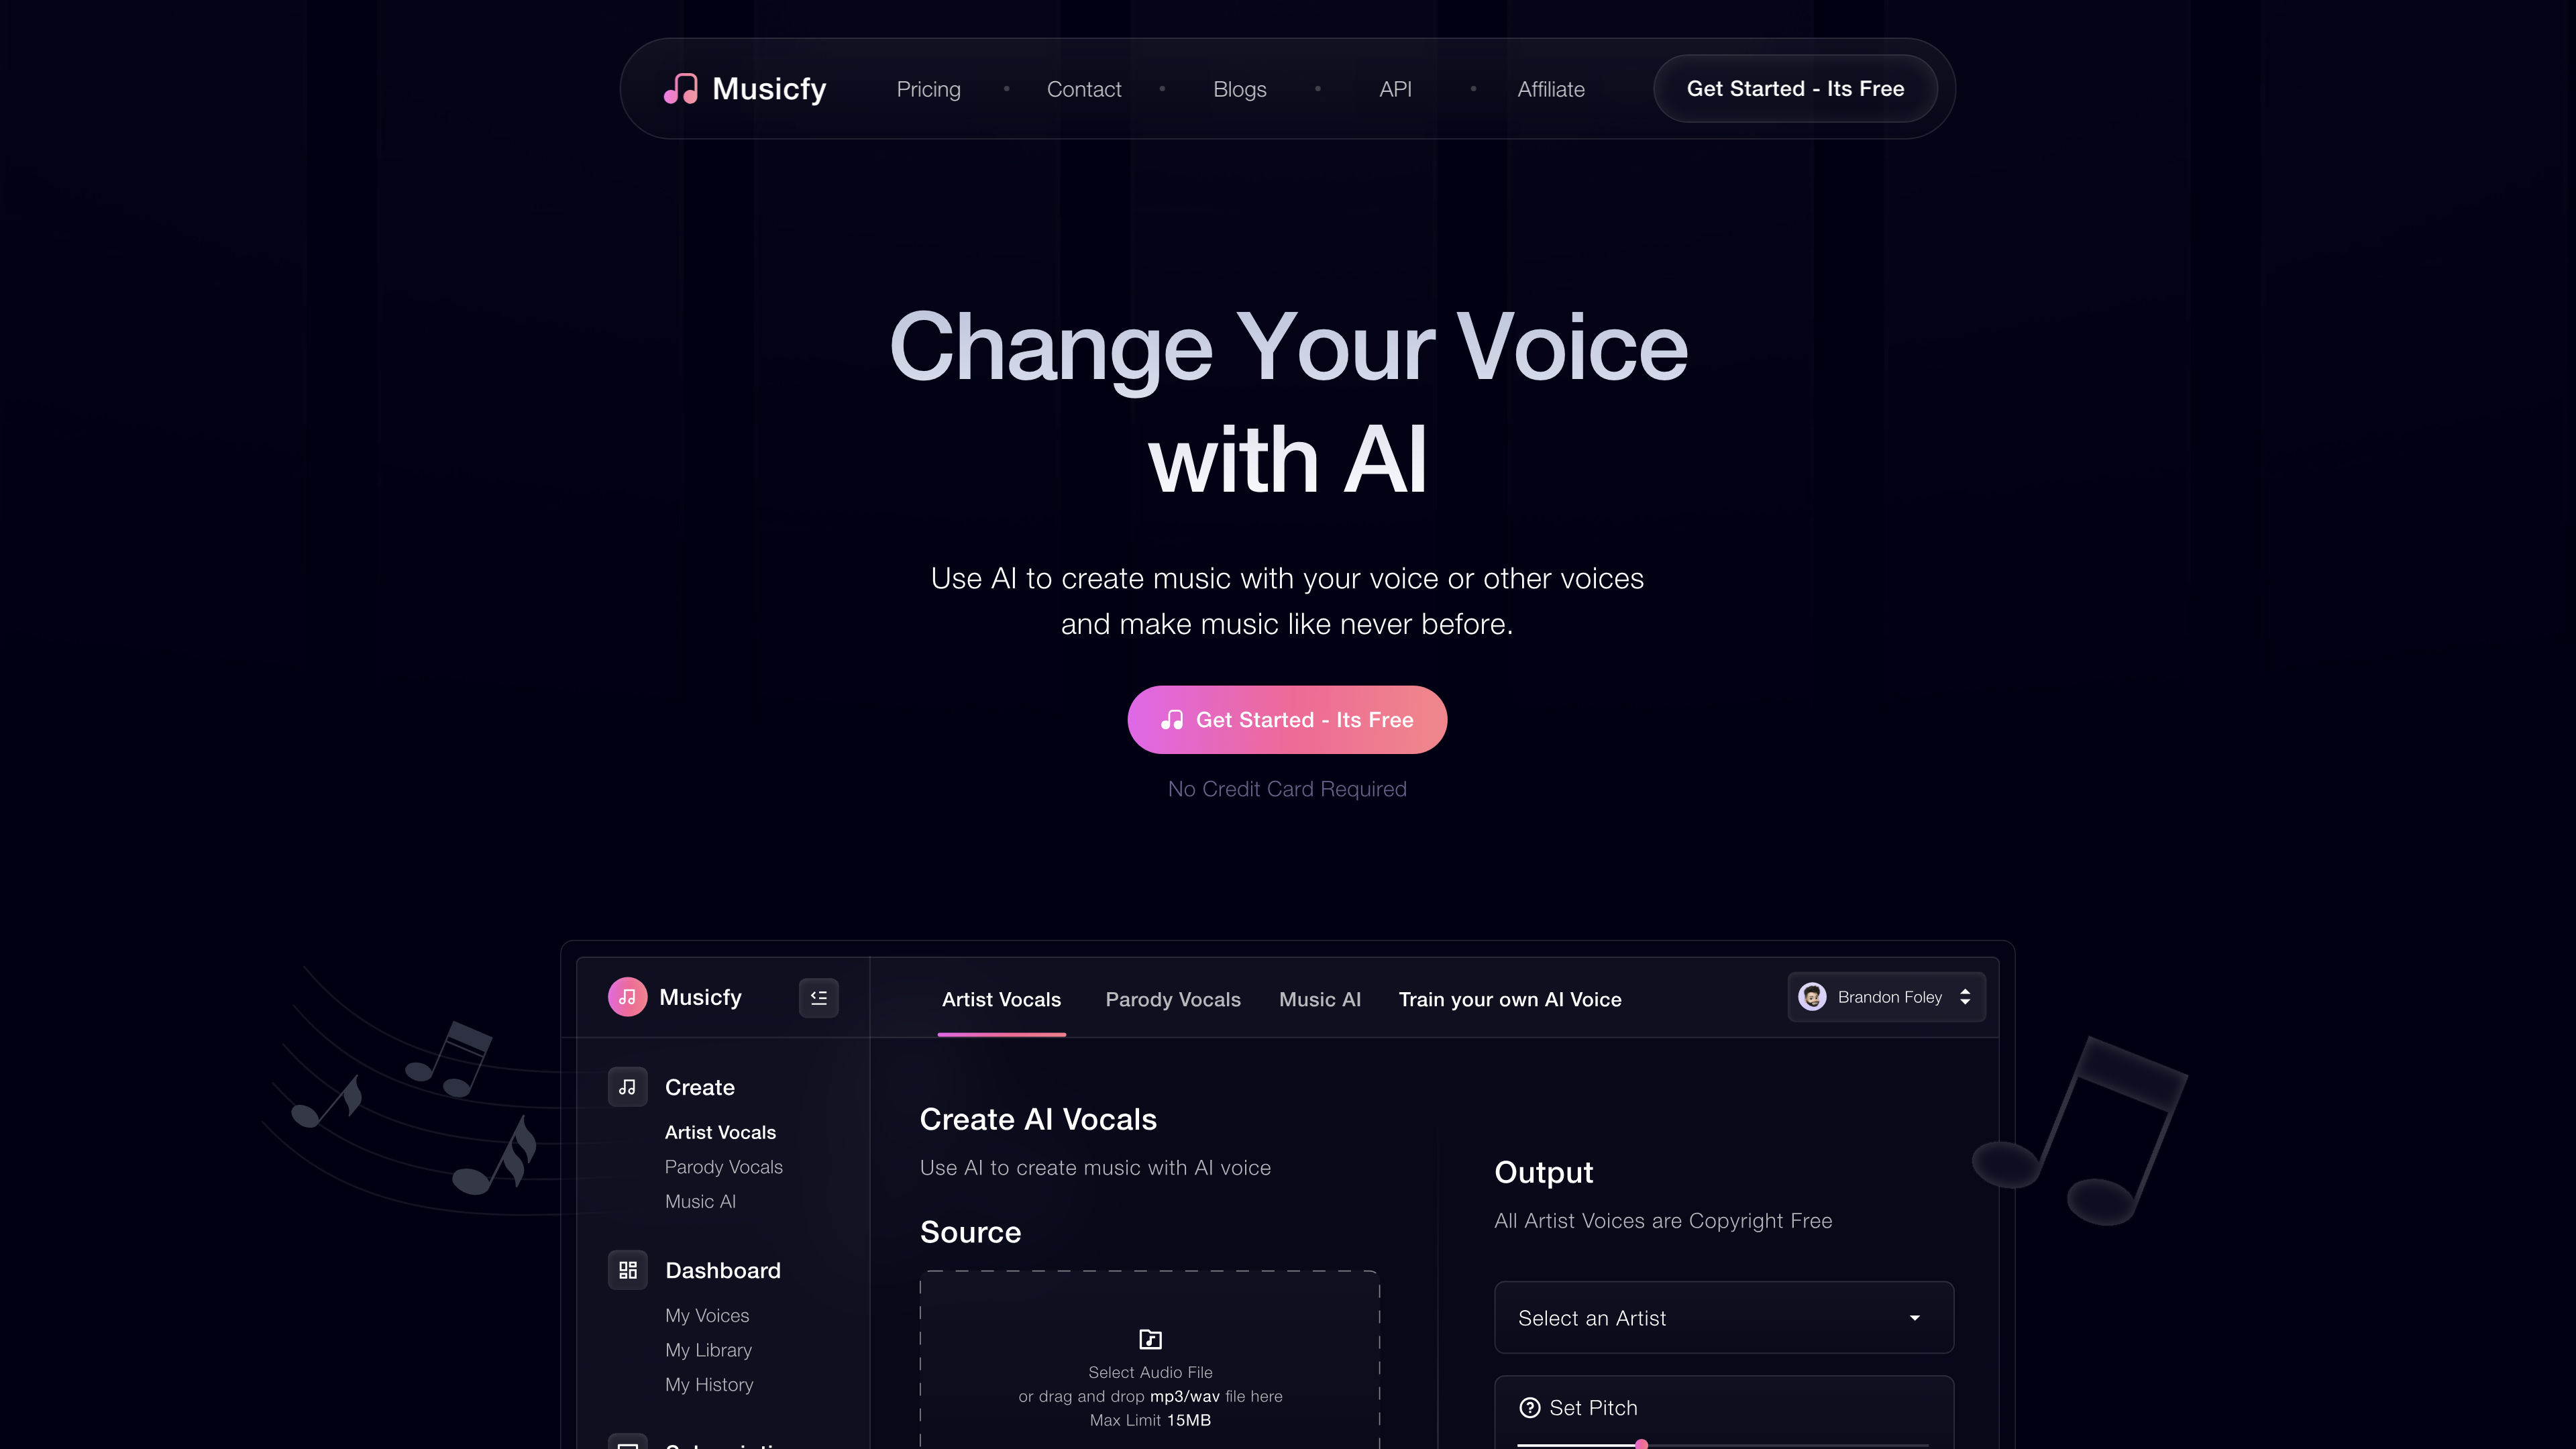 Musicfy
Pricing • Contact • Blogs • API • Affiliate
Get Started - Its Free
Change Your Voice
with AI
Use AI to create music with your voice or other voices
and make music like never before.
Get Started - Its Free
No Credit Card Required
Musicfy
Artist Vocals
Parody Vocals
Music AI
Train your own AI Voice
Brandon Foley
Create
Artist Vocals
Parody Vocals
Music AI
Dashboard
My Voices
My Library
My History
Create AI Vocals
Use AI to create music with AI voice
Source
Select Audio File
or drag and drop mp3/wav file here
Max Limit 15MB
Output
All Artist Voices are Copyright Free
Select an Artist
Set Pitch